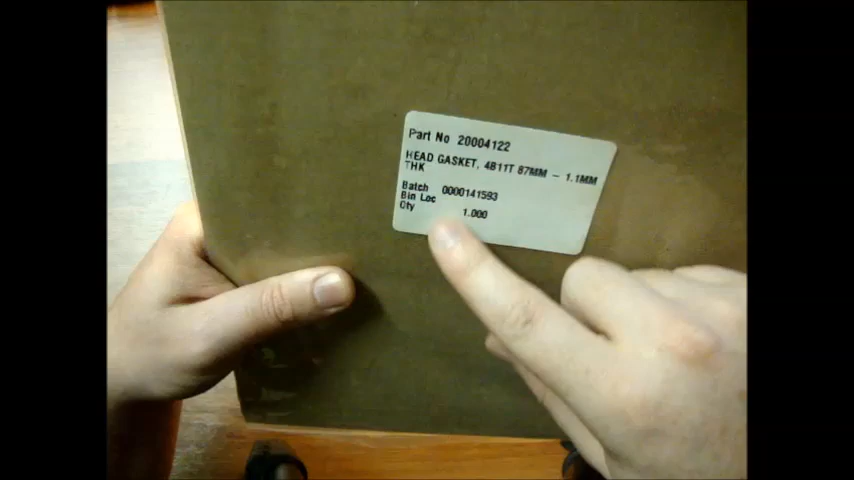 Part No 20004122
HEAD GASKET, 4B11T 87MM - 1.1MM
THK
Batch 0000141593
Bin Loc
Qty 1.000